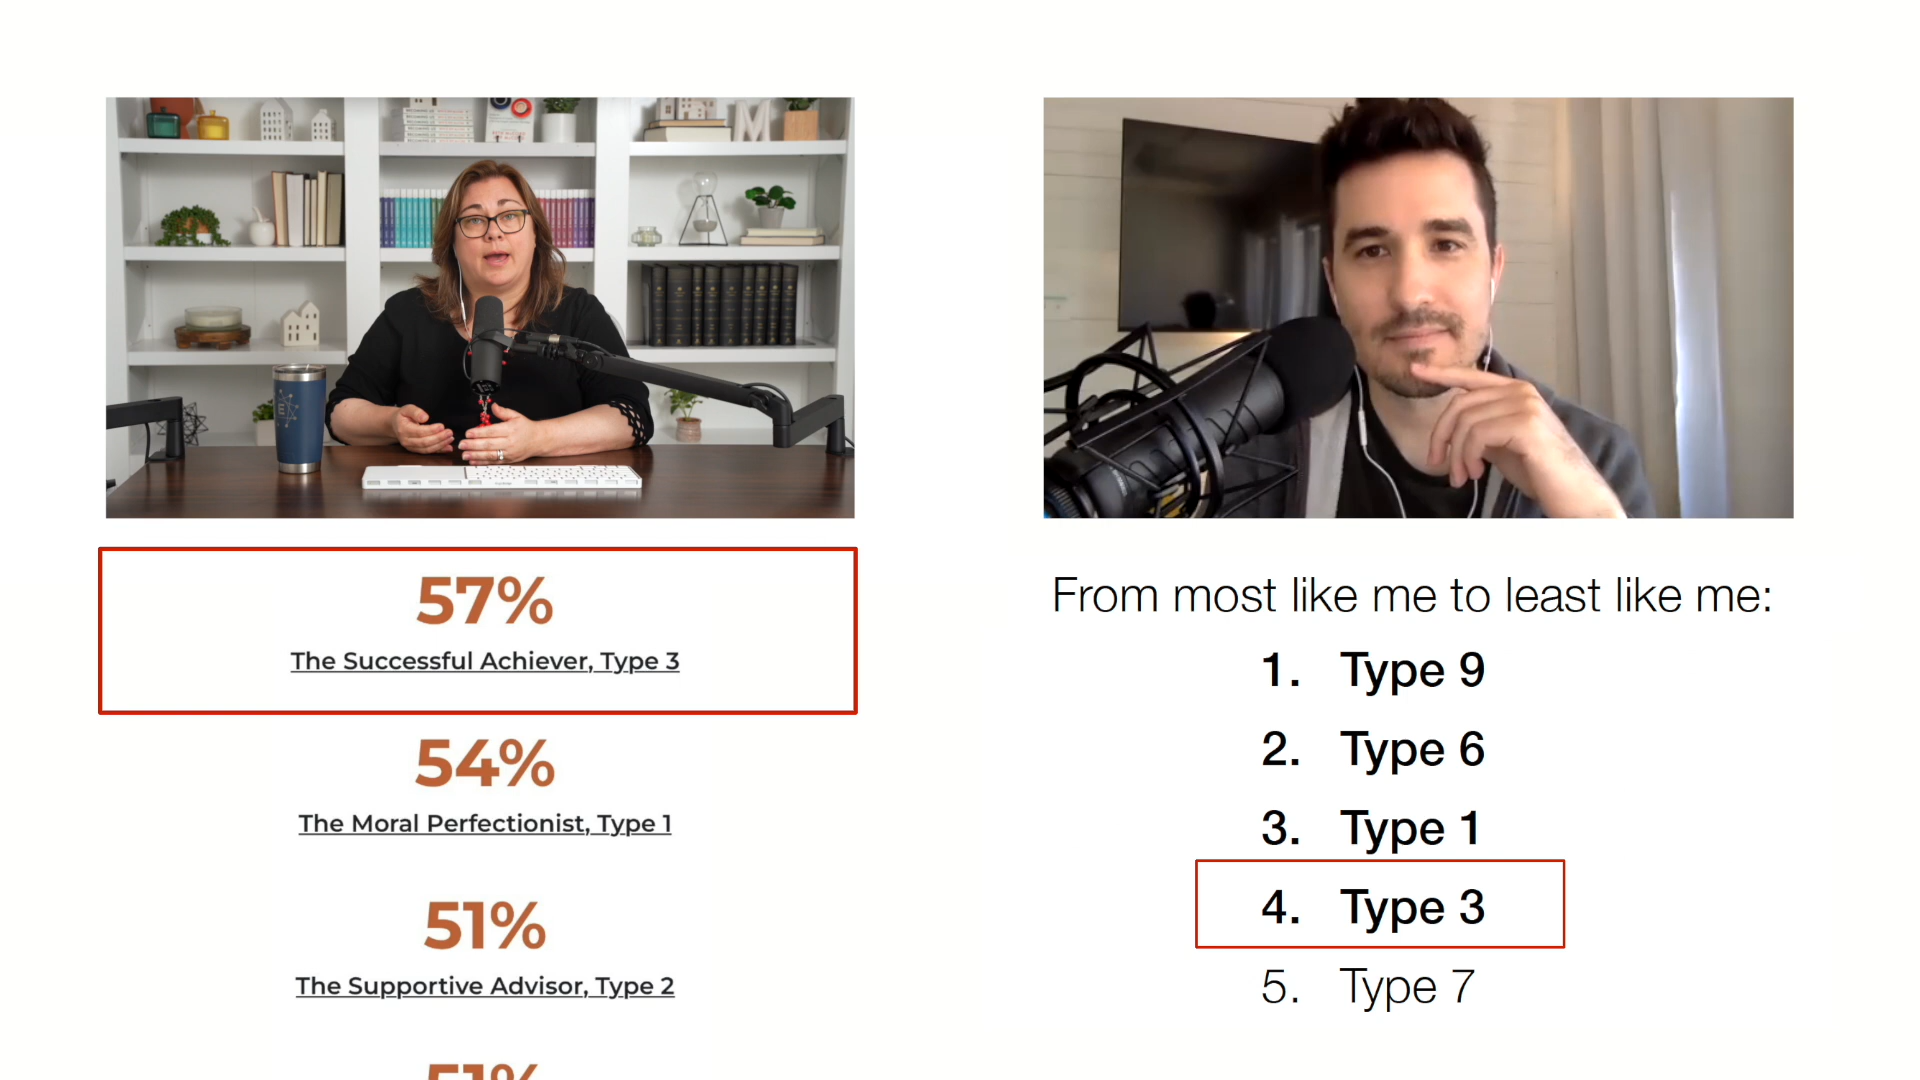 57%
The Successful Achiever, Type 3
54%
The Moral Perfectionist, Type 1
51%
The Supportive Advisor, Type 2
51%
From most like me to least like me:
1. Type 9
2. Type 6
3. Type 1
4. Type 3
5. Type 7